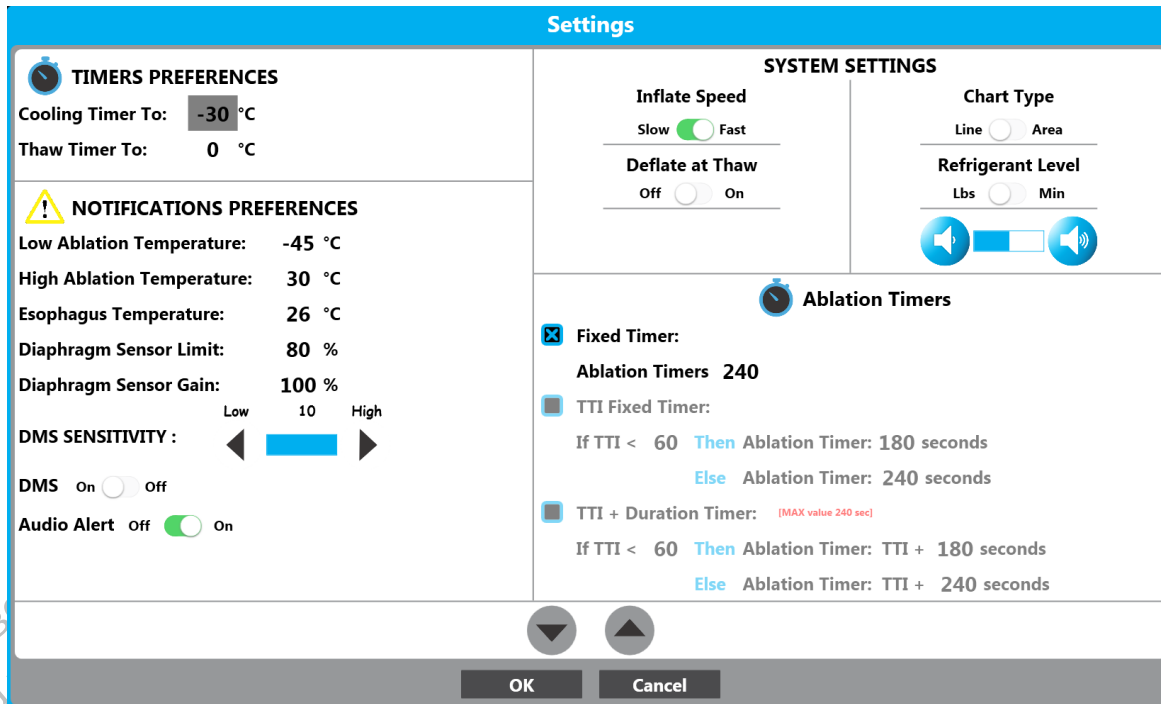 Settings
TIMERS PREFERENCES
Cooling Timer To: -30 °C
Thaw Timer To: 0 °C
NOTIFICATIONS PREFERENCES
Low Ablation Temperature: -45 °C
High Ablation Temperature: 30 °C
Esophagus Temperature: 26 °C
Diaphragm Sensor Limit: 80 %
Diaphragm Sensor Gain: 100 %
Low 10 High
DMS SENSITIVITY :
DMS On Off
Audio Alert Off On
SYSTEM SETTINGS
Inflate Speed
Slow Fast
Deflate at Thaw
Off On
Chart Type
Line Area
Refrigerant Level
Lbs Min
Ablation Timers
Fixed Timer:
Ablation Timers 240
TTI Fixed Timer:
If TTI < 60 Then Ablation Timer: 180 seconds
Else Ablation Timer: 240 seconds
TTI + Duration Timer: [MAX value 240 sec]
If TTI < 60 Then Ablation Timer: TTI + 180 seconds
Else Ablation Timer: TTI + 240 seconds
OK Cancel